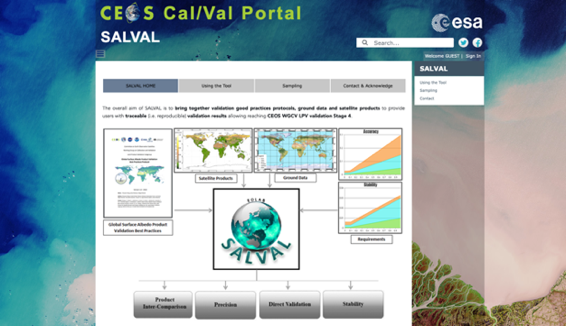 CEOS Cal/Val Portal
esa
SALVAL
Search...
Welcome GUEST | Sign In
SALVAL HOME
Using the Tool
Sampling
Contact & Acknowledge
SALVAL
Using the Tool
Sampling
Contact
The overall aim of SALVAL is to bring together validation good practices protocols, ground data and satellite products to provide
users with traceable (i.e. reproducible) validation results allowing reaching CEOS WGCV LPV validation Stage 4.
Accuracy
Satellite Products
Ground Data
Stability
Global Surface Albedo Product
Validation Best Practices
SALVAL
Requirements
Product
Inter-Comparison
Precision
Direct Validation
Stability